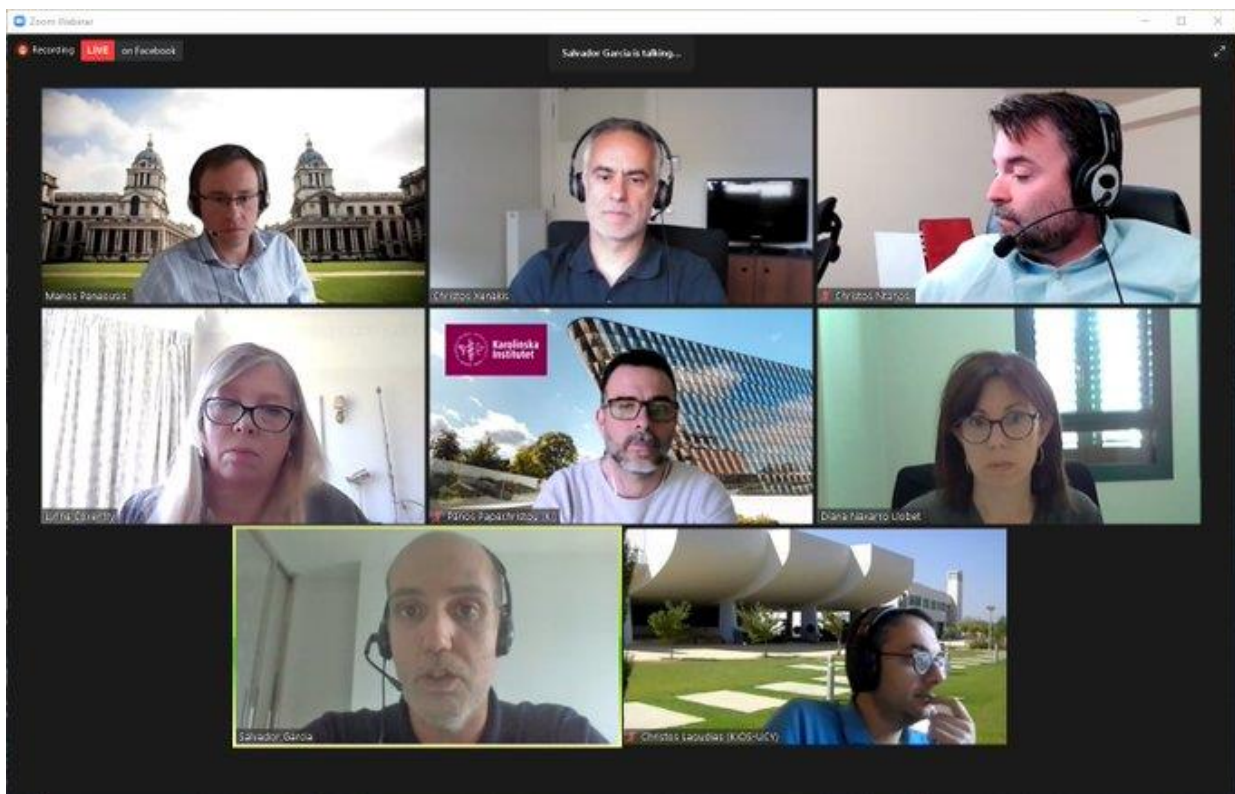 Zoom Webinar
Recording LIVE on Facebook
Salvador Garcia is talking...
Manos Panaousis
Christos Xenakis
Christos Ntanos
Karolinska
Institutet
Lynne Coventry
Panos Papachristou (KI)
Diana Navarro Llobet
Salvador Garcia
Christos Laoudias (KIOS-UCY)